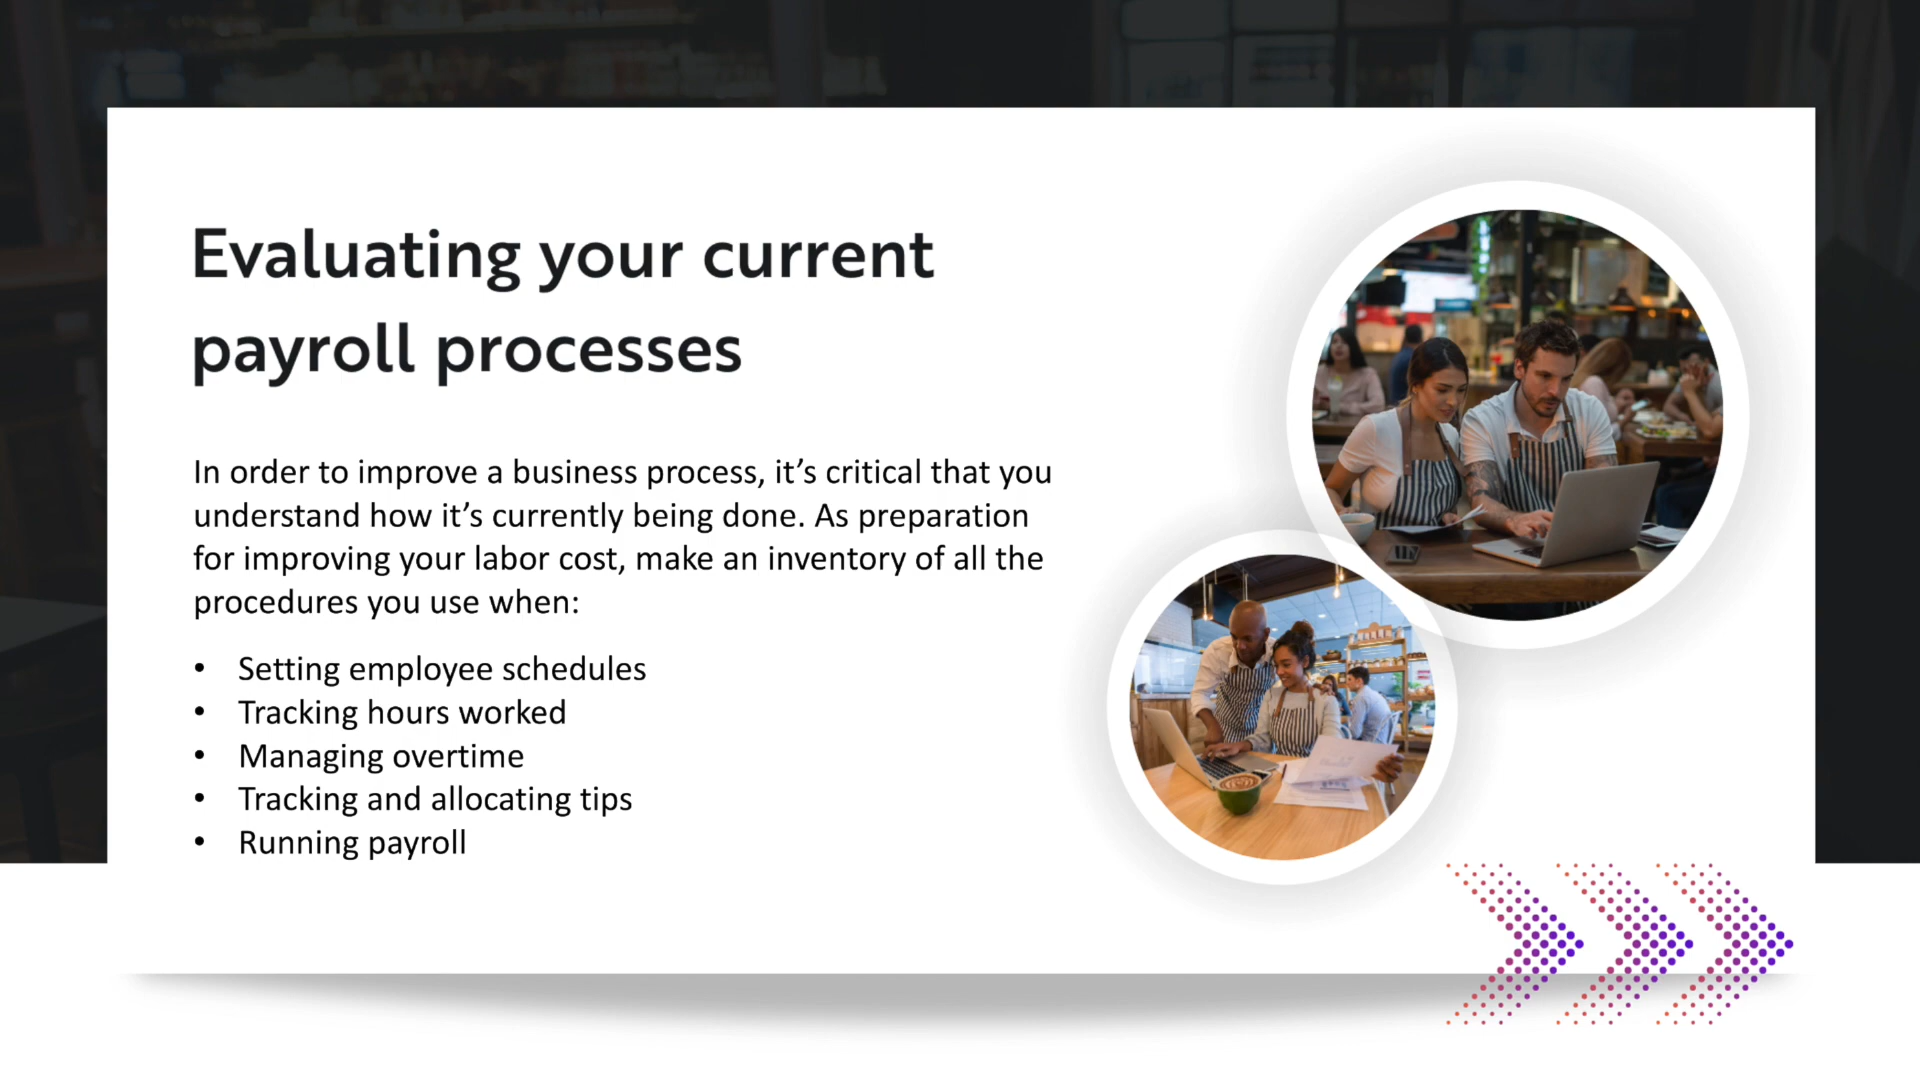 Evaluating your current
payroll processes
In order to improve a business process, it’s critical that you
understand how it’s currently being done. As preparation
for improving your labor cost, make an inventory of all the
procedures you use when:
• Setting employee schedules
• Tracking hours worked
• Managing overtime
• Tracking and allocating tips
• Running payroll